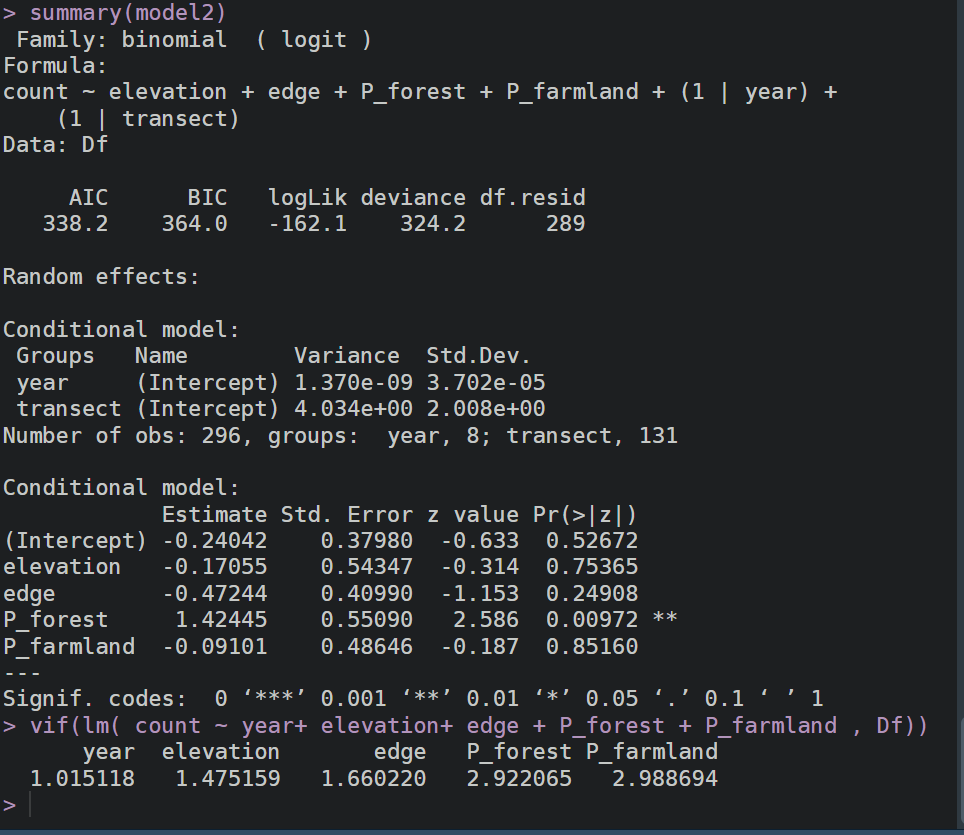 > summary(model2)
 Family: binomial  ( logit )
Formula:
count ~ elevation + edge + P_forest + P_farmland + (1 | year) +
    (1 | transect)
Data: Df

     AIC      BIC   logLik deviance df.resid
   338.2    364.0   -162.1    324.2      289

Random effects:

Conditional model:
 Groups   Name        Variance  Std.Dev.
 year     (Intercept) 1.370e-09 3.702e-05
 transect (Intercept) 4.034e+00 2.008e+00
Number of obs: 296, groups:  year, 8; transect, 131

Conditional model:
            Estimate Std. Error z value Pr(>|z|)
(Intercept) -0.24042    0.37980  -0.633  0.52672
elevation   -0.17055    0.54347  -0.314  0.75365
edge        -0.47244    0.40990  -1.153  0.24908
P_forest     1.42445    0.55090   2.586  0.00972 **
P_farmland  -0.09101    0.48646  -0.187  0.85160
---
Signif. codes:  0 ‘***’ 0.001 ‘**’ 0.01 ‘*’ 0.05 ‘.’ 0.1 ‘ ’ 1
> vif(lm( count ~ year+ elevation+ edge + P_forest + P_farmland , Df))
      year  elevation       edge   P_forest P_farmland
  1.015118   1.475159   1.660220   2.922065   2.988694
>